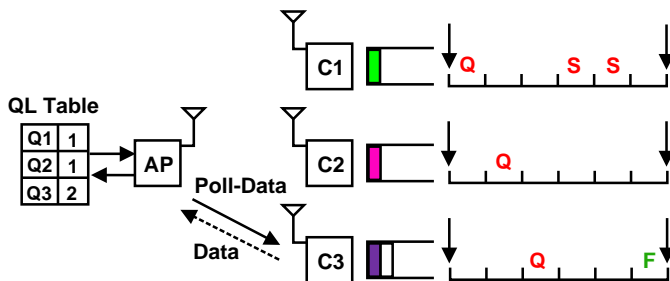 C1
Q S S
QL Table
Q1 1
Q2 1
Q3 2
AP
C2
Q
Poll-Data
Data
C3
Q F